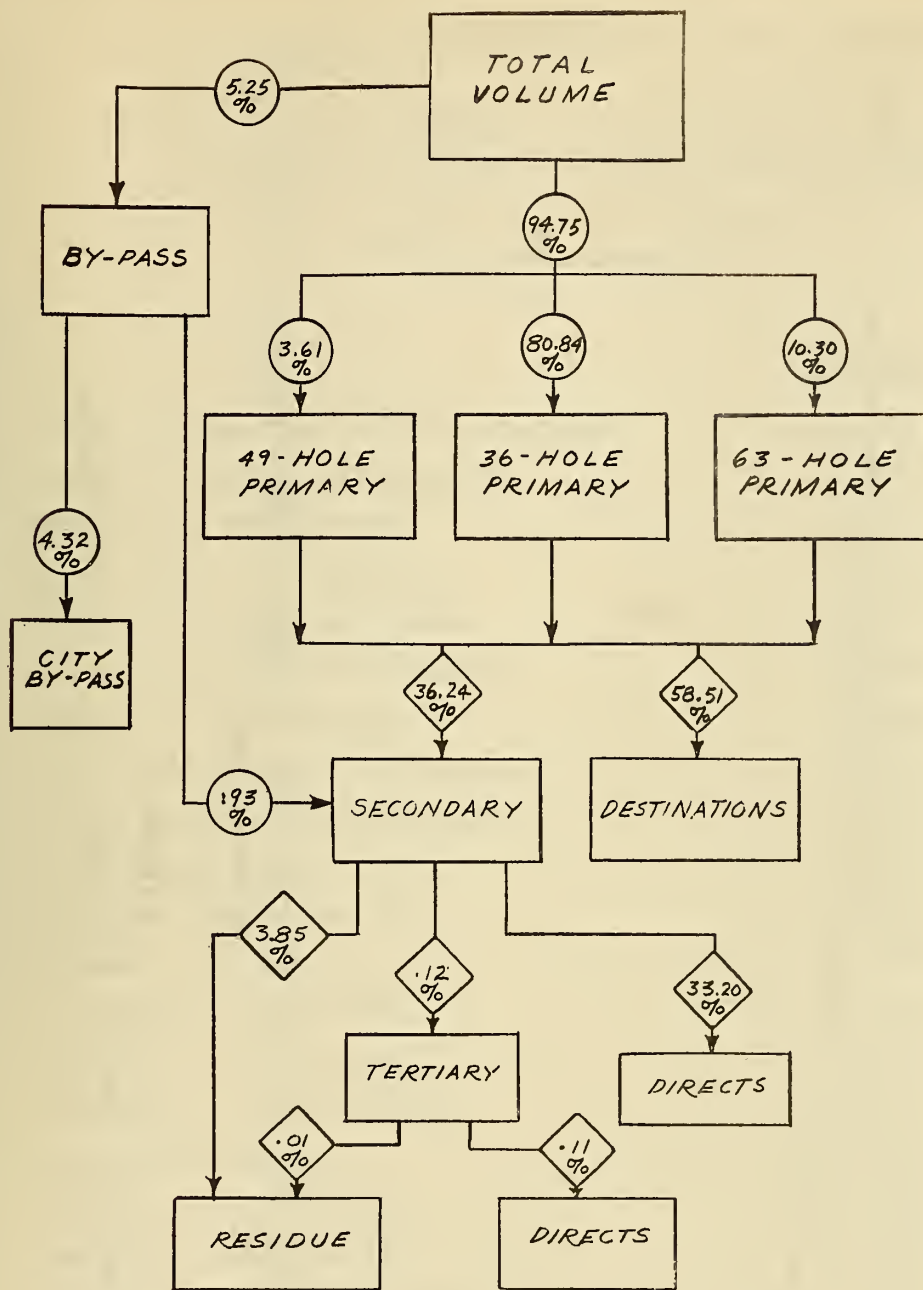 TOTAL
VOLUME
5.25
%
94.75
%
BY-PASS
3.61
%
80.84
%
10.30
%
49-HOLE
PRIMARY
36-HOLE
PRIMARY
63-HOLE
PRIMARY
4.32
%
CITY
BY-PASS
36.24
%
58.51
%
.93
%
SECONDARY
DESTINATIONS
3.85
%
.12
%
33.20
%
TERTIARY
DIRECTS
.01
%
.11
%
RESIDUE
DIRECTS